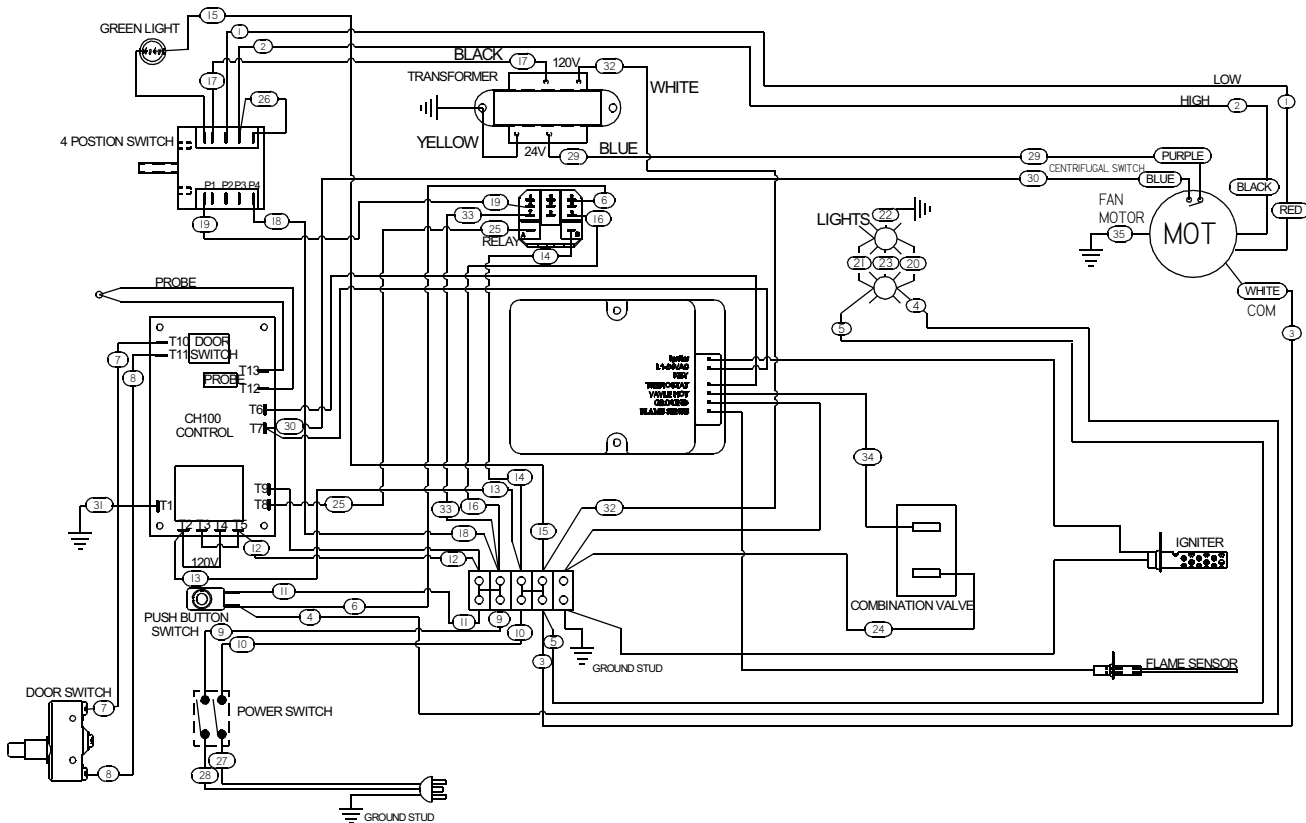 15
1
GREEN LIGHT
2
BLACK
17
120V
32
17
TRANSFORMER
WHITE
LOW
26
HIGH
2
1
4 POSTION SWITCH
YELLOW
24V
BLUE
29
29
PURPLE
CENTRIFUGAL SWITCH
30
BLUE
P1 P2 P3 P4
BLACK
19
18
19
6
33
16
25
RELAY
14
22
LIGHTS
FAN
MOTOR
35
MOT
RED
21
23
20
PROBE
WHITE
COM
4
5
3
T10
DOOR
SWITCH
T11
7
8
T13
PROBE
T12
T6
T7
30
CH100
CONTROL
THERMOSTAT
GROUND
FLAME SENSE
34
T9
T8
25
31
T1
T2 T3 T4 T5
12
120V
13
13
14
33
16
32
15
18
12
IGNITER
11
6
4
PUSH BUTTON
SWITCH
9
10
11
9
10
5
3
GROUND STUD
COMBINATION VALVE
24
FLAME SENSOR
DOOR SWITCH
7
8
POWER SWITCH
27
28
GROUND STUD